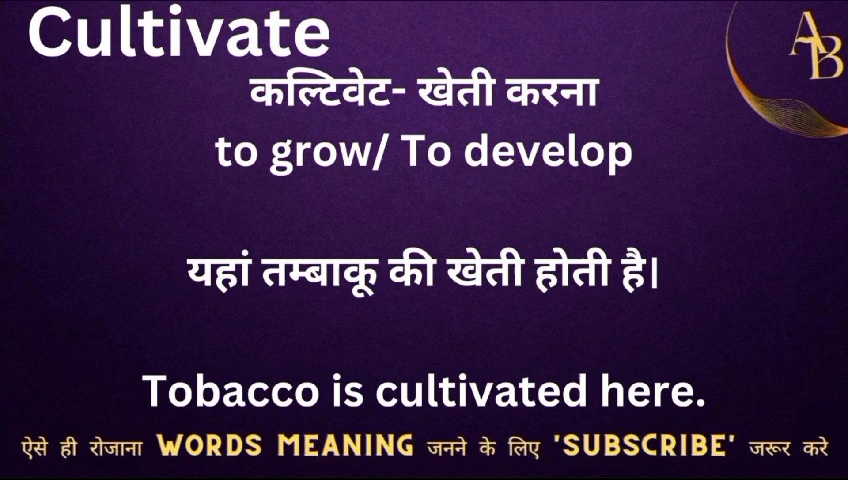 Cultivate
AB
कल्टिवेट- खेती करना
to grow/ To develop
यहां तम्बाकू की खेती होती है।
Tobacco is cultivated here.
ऐसे ही रोजाना WORDS MEANING जनने के लिए 'SUBSCRIBE' जरूर करे